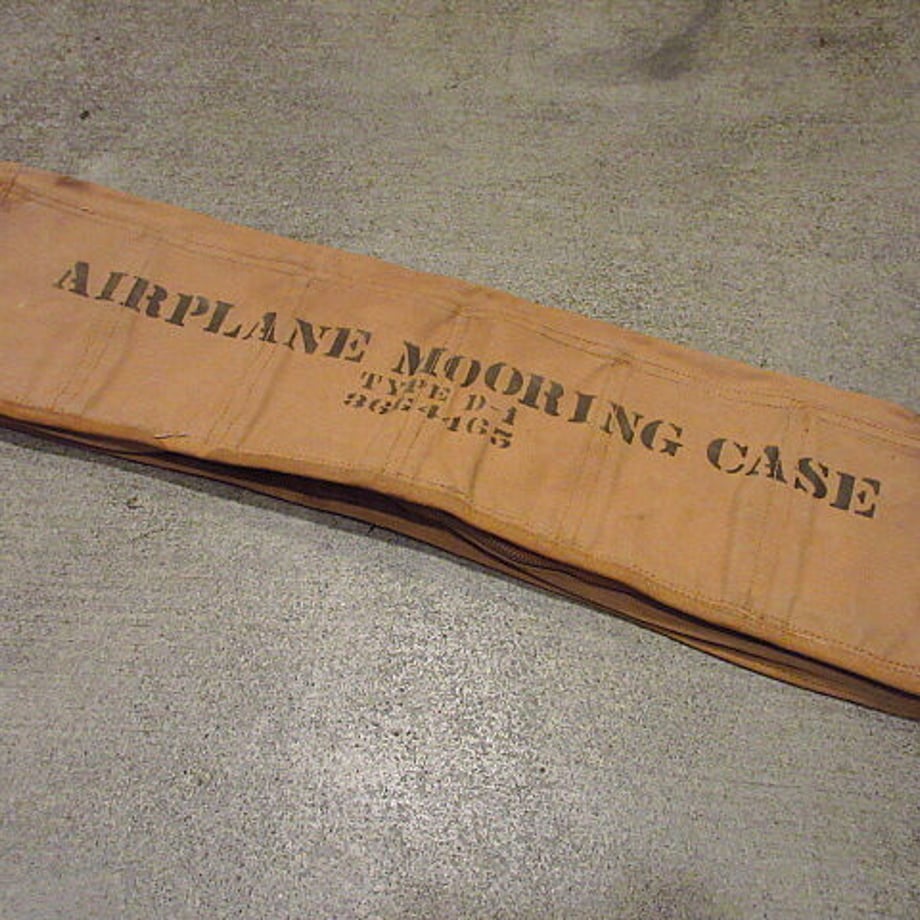 AIRPLANE MOORING CASE
TYPE D-1